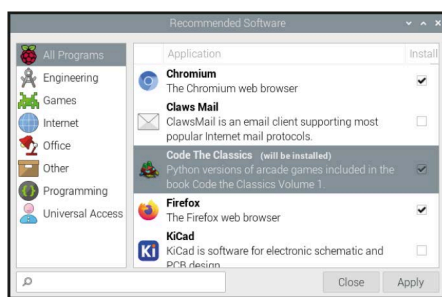 Recommended Software
All Programs
Engineering
Games
Internet
Office
Other
Programming
Universal Access
Application
Install
Chromium
The Chromium web browser
Claws Mail
ClawsMail is an email client supporting most
popular Internet mail protocols.
Code The Classics (will be installed)
Python versions of arcade games included in the
book Code the Classics Volume 1.
Firefox
The Firefox web browser
Ki
KiCad
KiCad is software for electronic schematic and
PCB design
Close
Apply